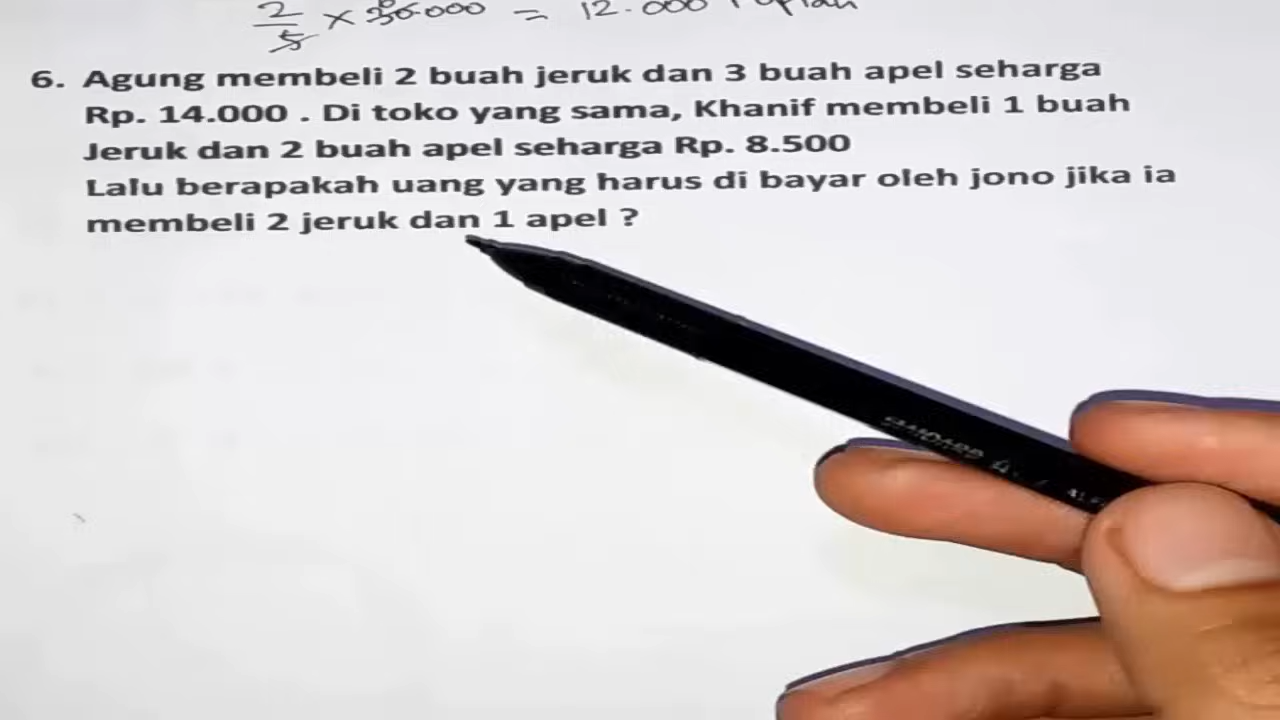 2/5 × 30.000 = 12.000 rupiah
6. Agung membeli 2 buah jeruk dan 3 buah apel seharga
Rp. 14.000 . Di toko yang sama, Khanif membeli 1 buah
Jeruk dan 2 buah apel seharga Rp. 8.500
Lalu berapakah uang yang harus di bayar oleh jono jika ia
membeli 2 jeruk dan 1 apel ?
STANDARD